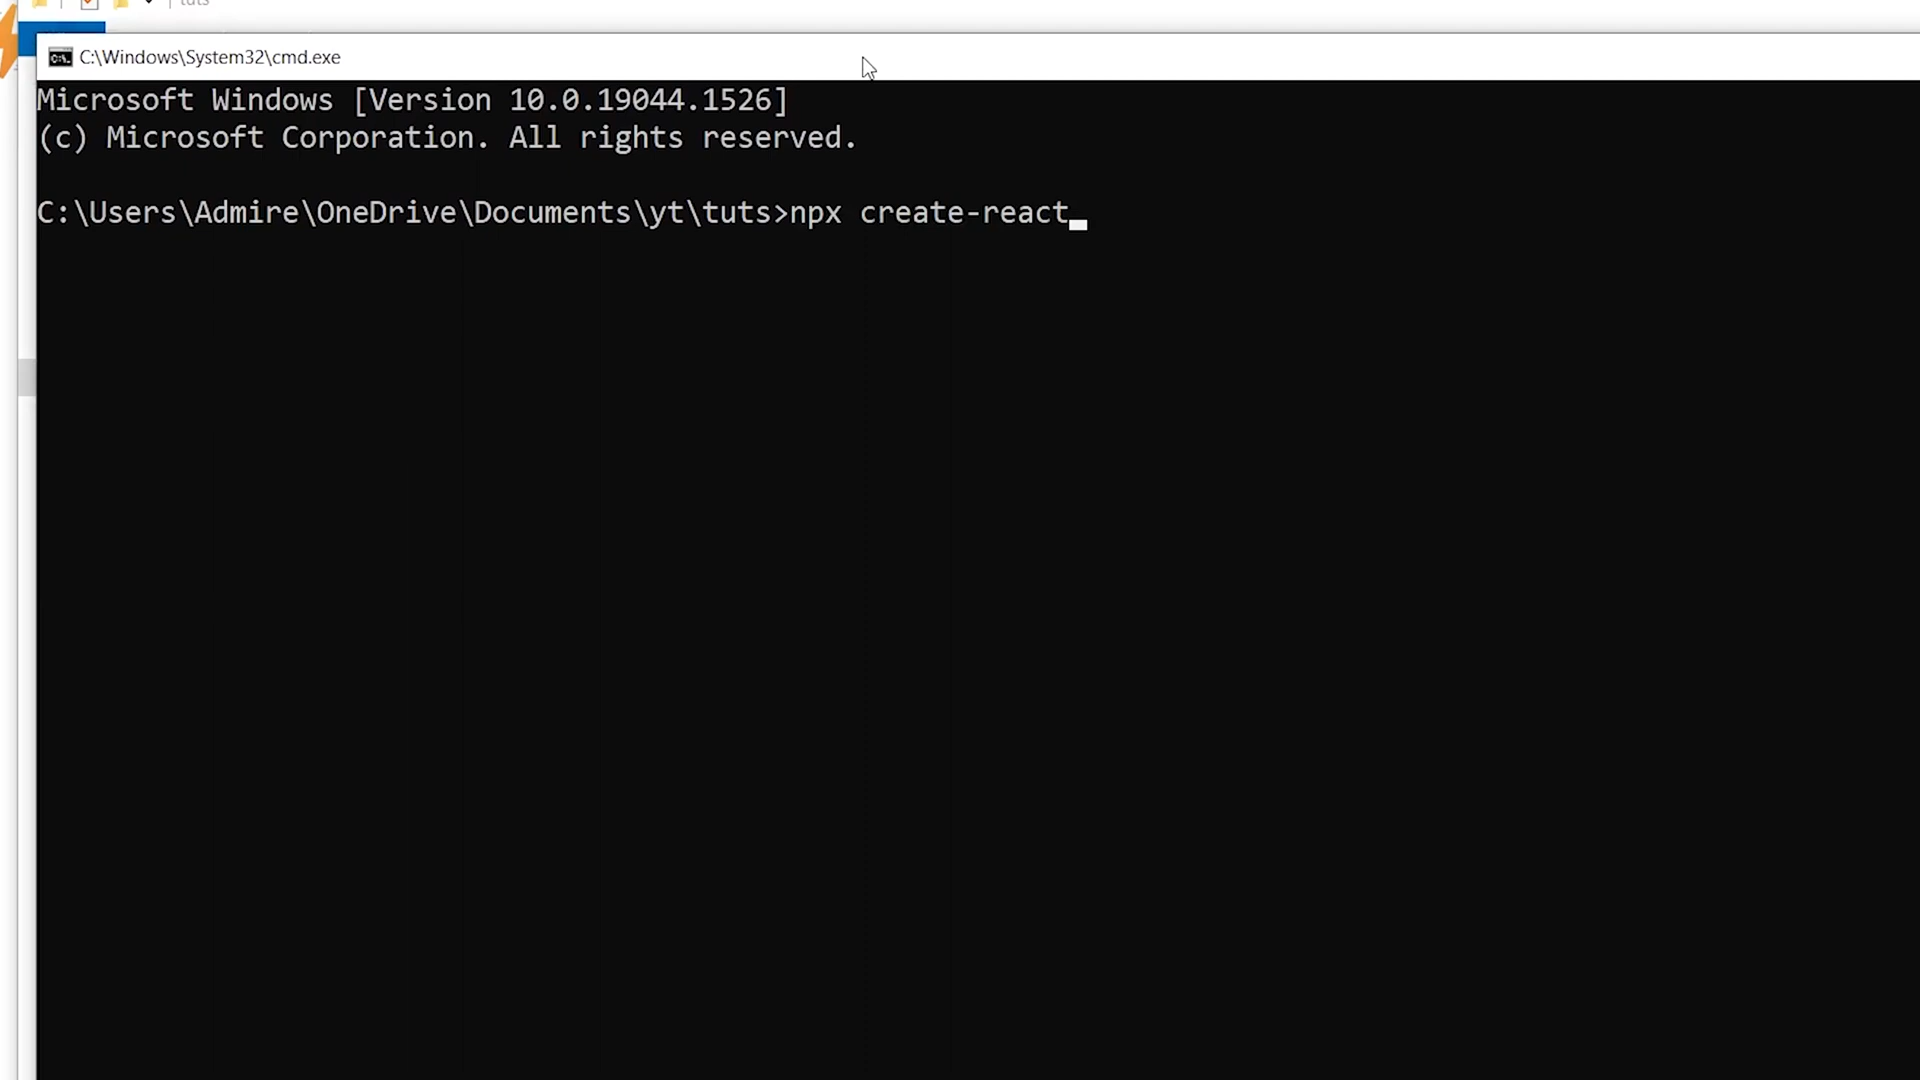 tuts
C:\Windows\System32\cmd.exe
Microsoft Windows [Version 10.0.19044.1526]
(c) Microsoft Corporation. All rights reserved.
C:\Users\Admire\OneDrive\Documents\yt\tuts>npx create-react